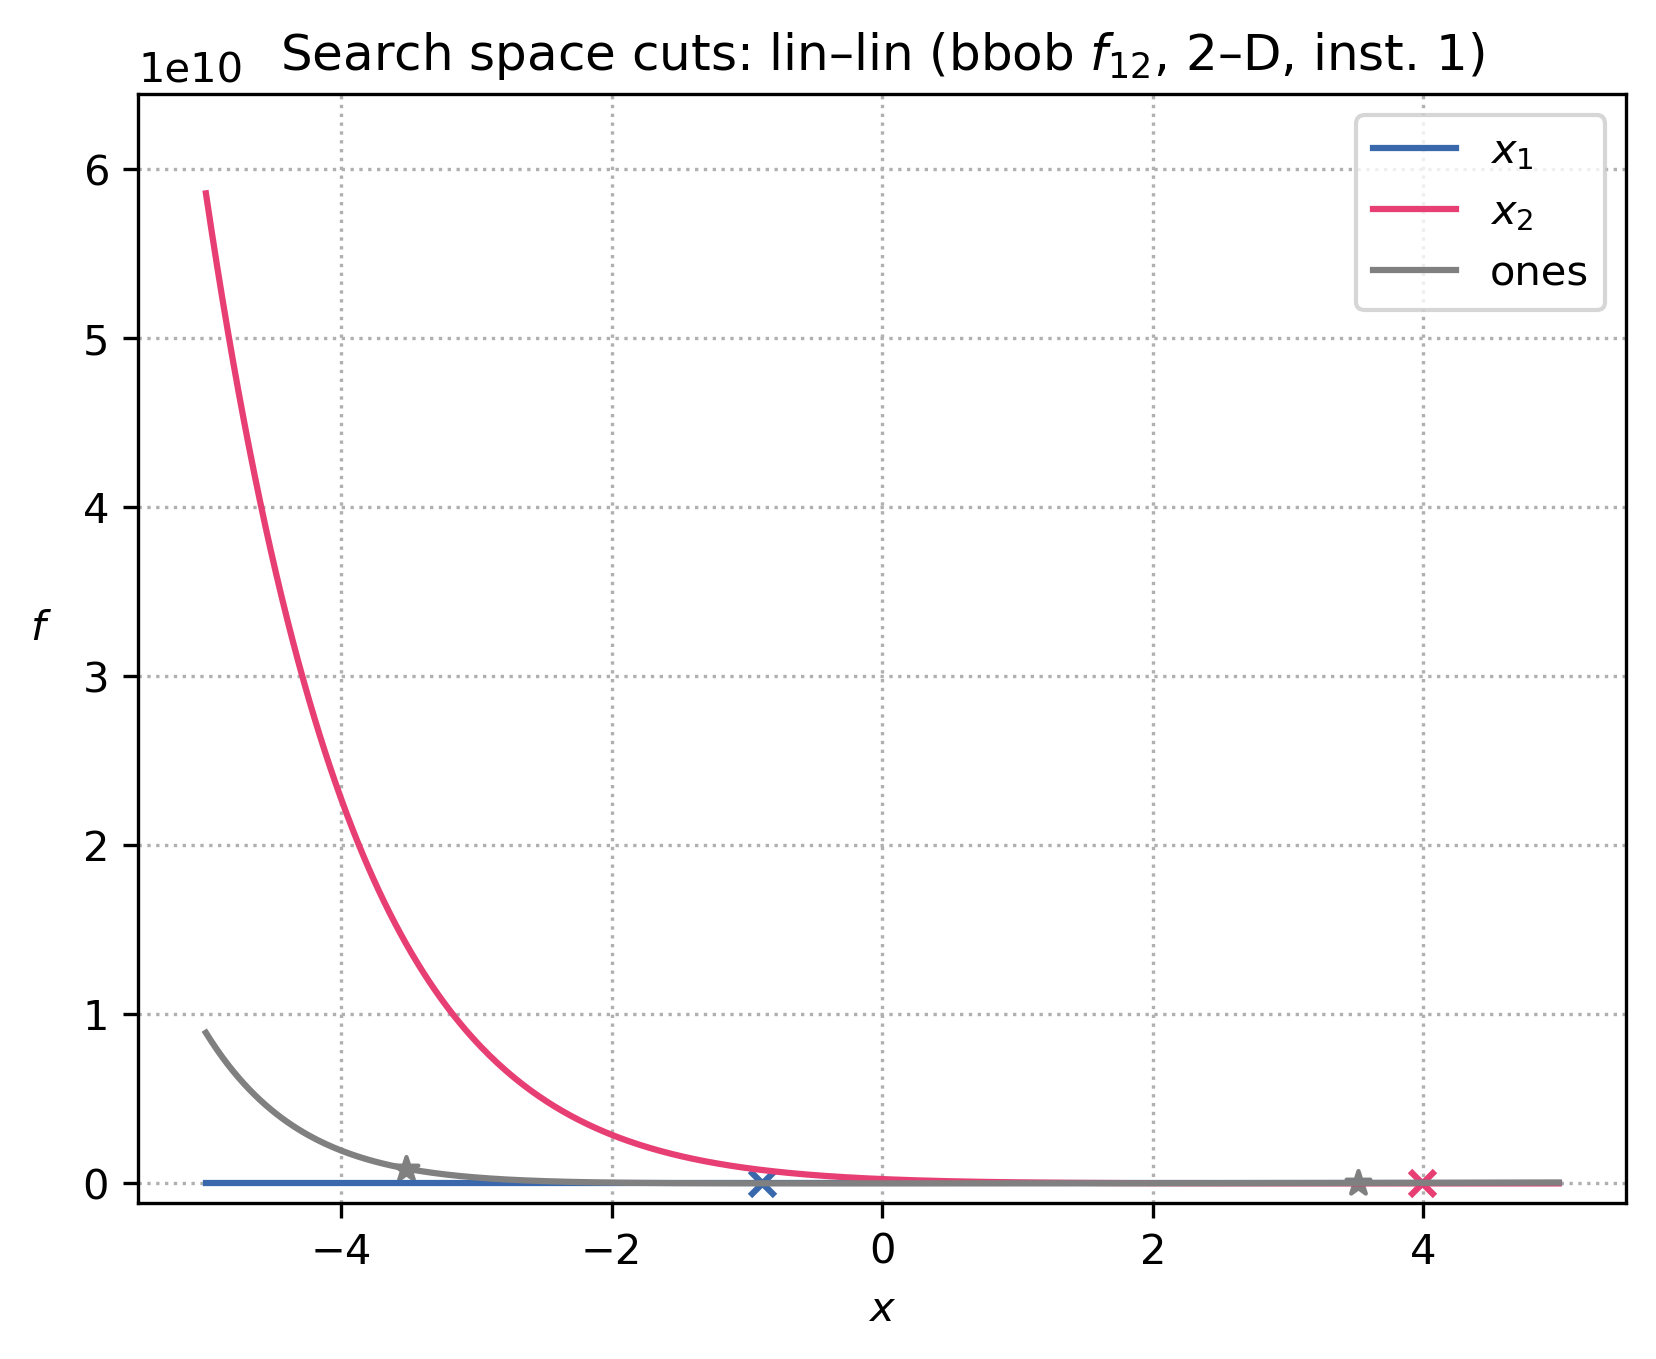 Search space cuts: lin–lin (bbob f₁₂, 2–D, inst. 1)
1e10
x₁
x₂
ones
6
5
4
3
2
1
0
f
−4
−2
0
2
4
x